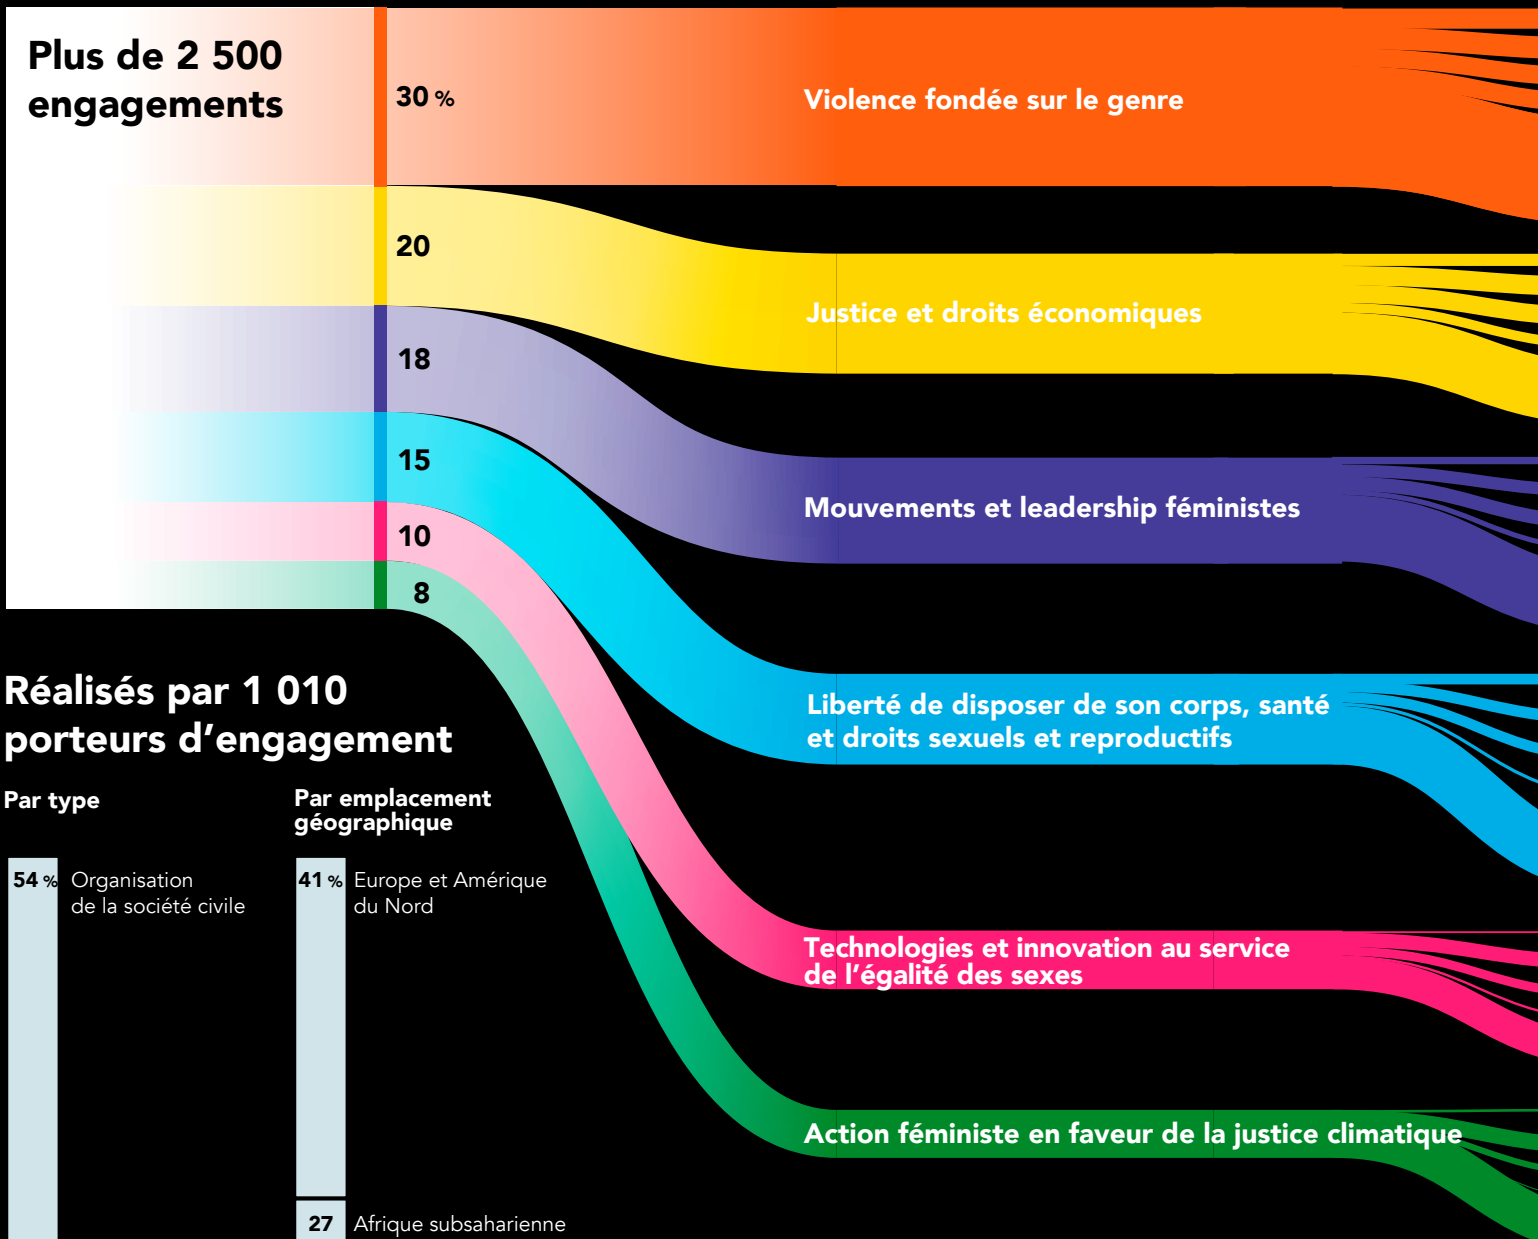 Plus de 2 500
engagements
30 %
Violence fondée sur le genre
20
Justice et droits économiques
18
Mouvements et leadership féministes
15
Liberté de disposer de son corps, santé
et droits sexuels et reproductifs
10
Technologies et innovation au service
de l’égalité des sexes
8
Action féministe en faveur de la justice climatique
Réalisés par 1 010
porteurs d’engagement
Par type
54 %
Organisation
de la société civile
Par emplacement
géographique
41 %
Europe et Amérique
du Nord
27
Afrique subsaharienne